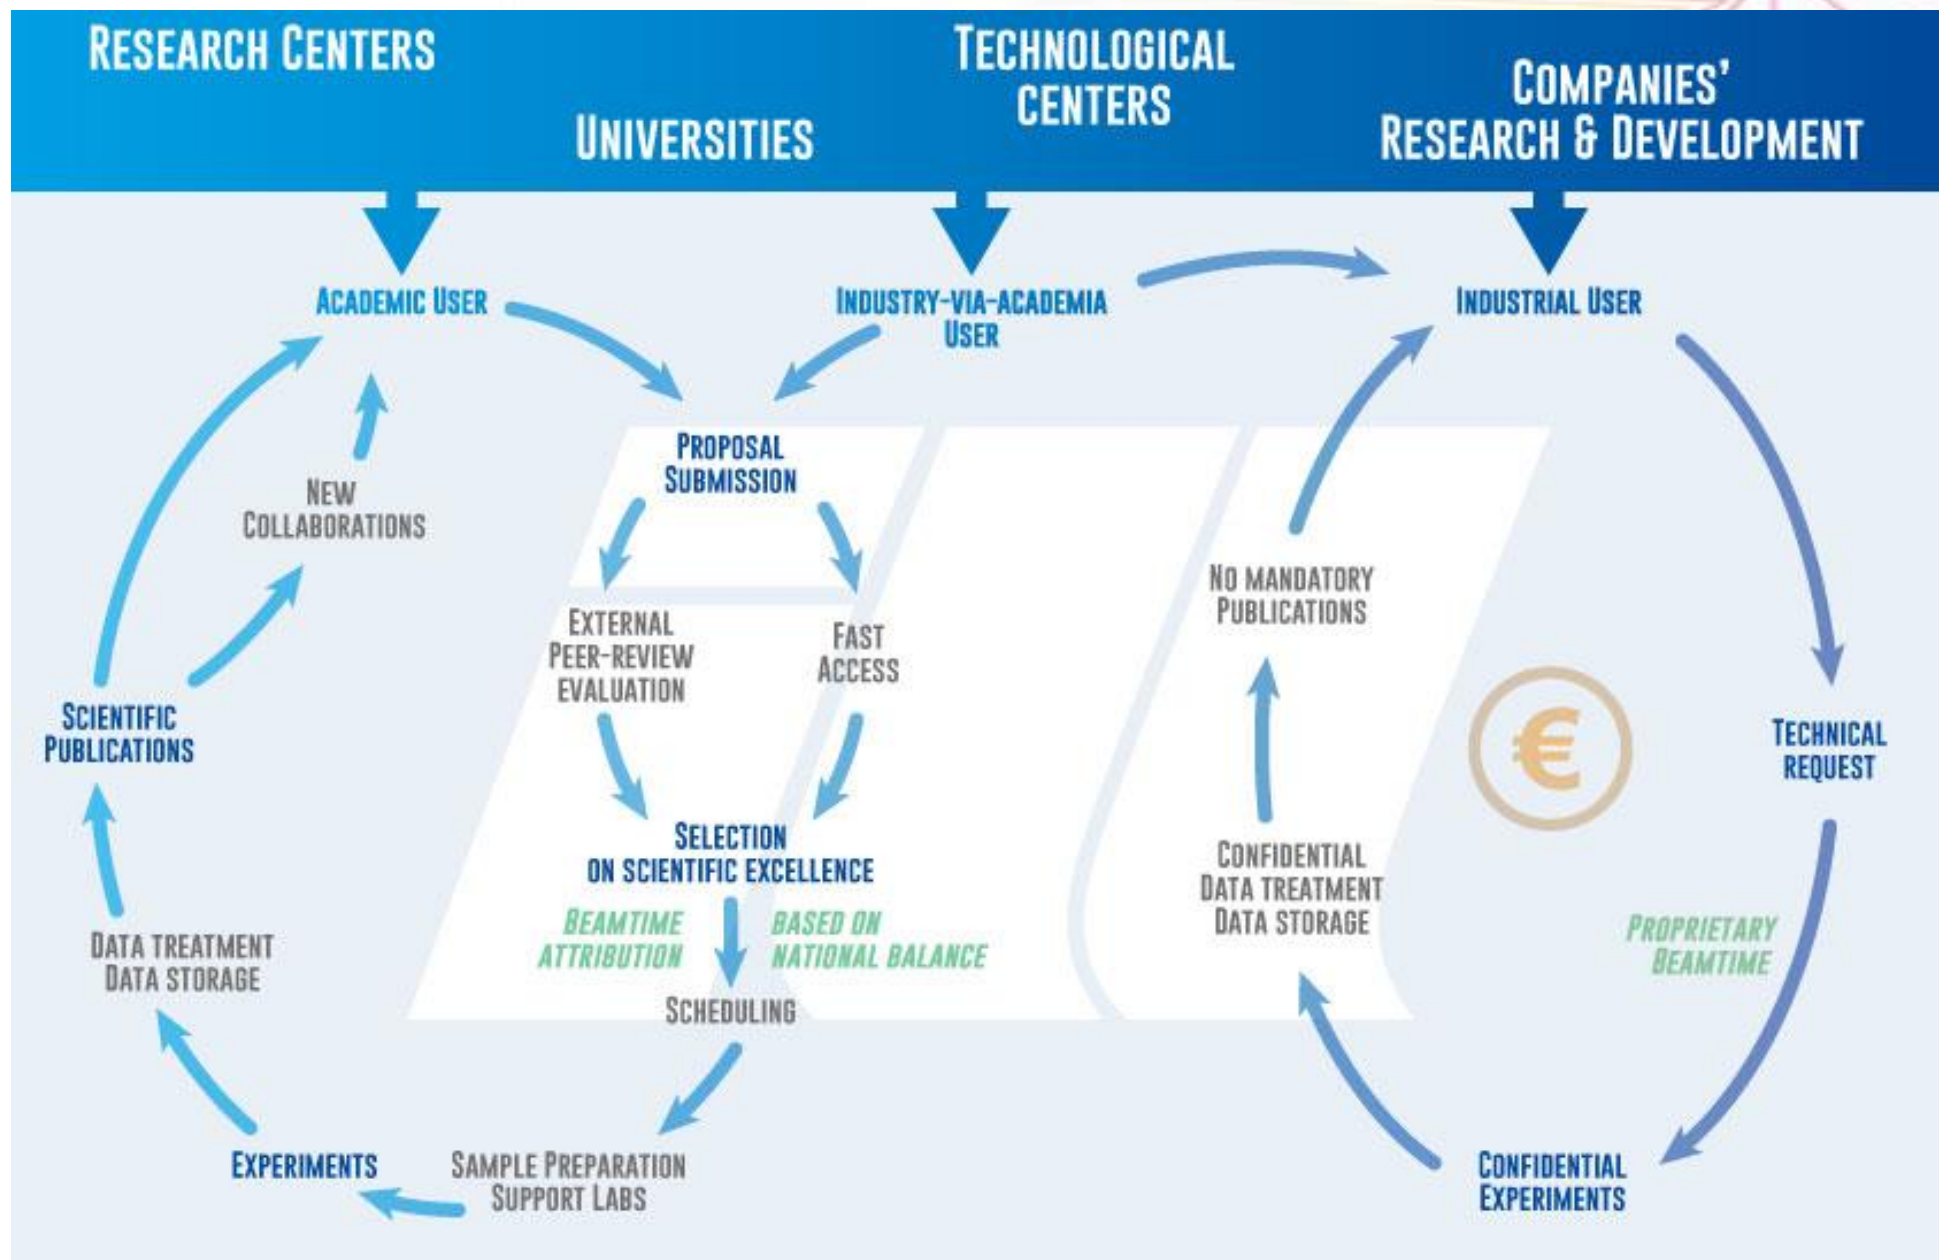 RESEARCH CENTERS
UNIVERSITIES
TECHNOLOGICAL
CENTERS
COMPANIES'
RESEARCH & DEVELOPMENT
ACADEMIC USER
INDUSTRY-VIA-ACADEMIA
USER
INDUSTRIAL USER
PROPOSAL
SUBMISSION
NEW
COLLABORATIONS
EXTERNAL
PEER-REVIEW
EVALUATION
FAST
ACCESS
NO MANDATORY
PUBLICATIONS
SCIENTIFIC
PUBLICATIONS
€
TECHNICAL
REQUEST
SELECTION
ON SCIENTIFIC EXCELLENCE
BEAMTIME
ATTRIBUTION
BASED ON
NATIONAL BALANCE
CONFIDENTIAL
DATA TREATMENT
DATA STORAGE
PROPRIETARY
BEAMTIME
DATA TREATMENT
DATA STORAGE
SCHEDULING
EXPERIMENTS
SAMPLE PREPARATION
SUPPORT LABS
CONFIDENTIAL
EXPERIMENTS